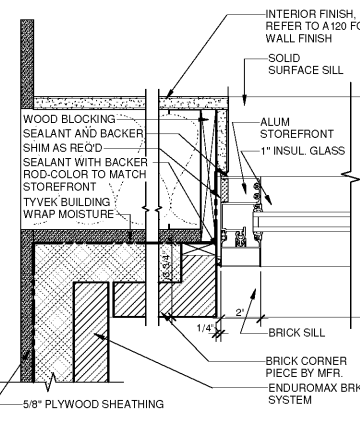 INTERIOR FINISH,
REFER TO A120 FO
WALL FINISH
SOLID
SURFACE SILL
WOOD BLOCKING
SEALANT AND BACKER
SHIM AS REQ'D
SEALANT WITH BACKER
ROD-COLOR TO MATCH
STOREFRONT
TYVEK BUILDING
WRAP MOISTURE
ALUM
STOREFRONT
1" INSUL. GLASS
3 3/4"
2'
1/4"
BRICK SILL
BRICK CORNER
PIECE BY MFR.
ENDUROMAX BRK
SYSTEM
5/8" PLYWOOD SHEATHING